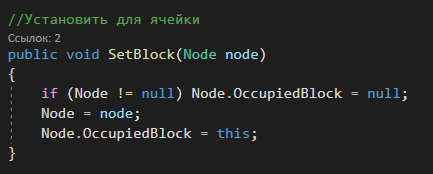 //Установить для ячейки
Ссылок: 2
public void SetBlock(Node node)
{
    if (Node != null) Node.OccupiedBlock = null;
    Node = node;
    Node.OccupiedBlock = this;
}